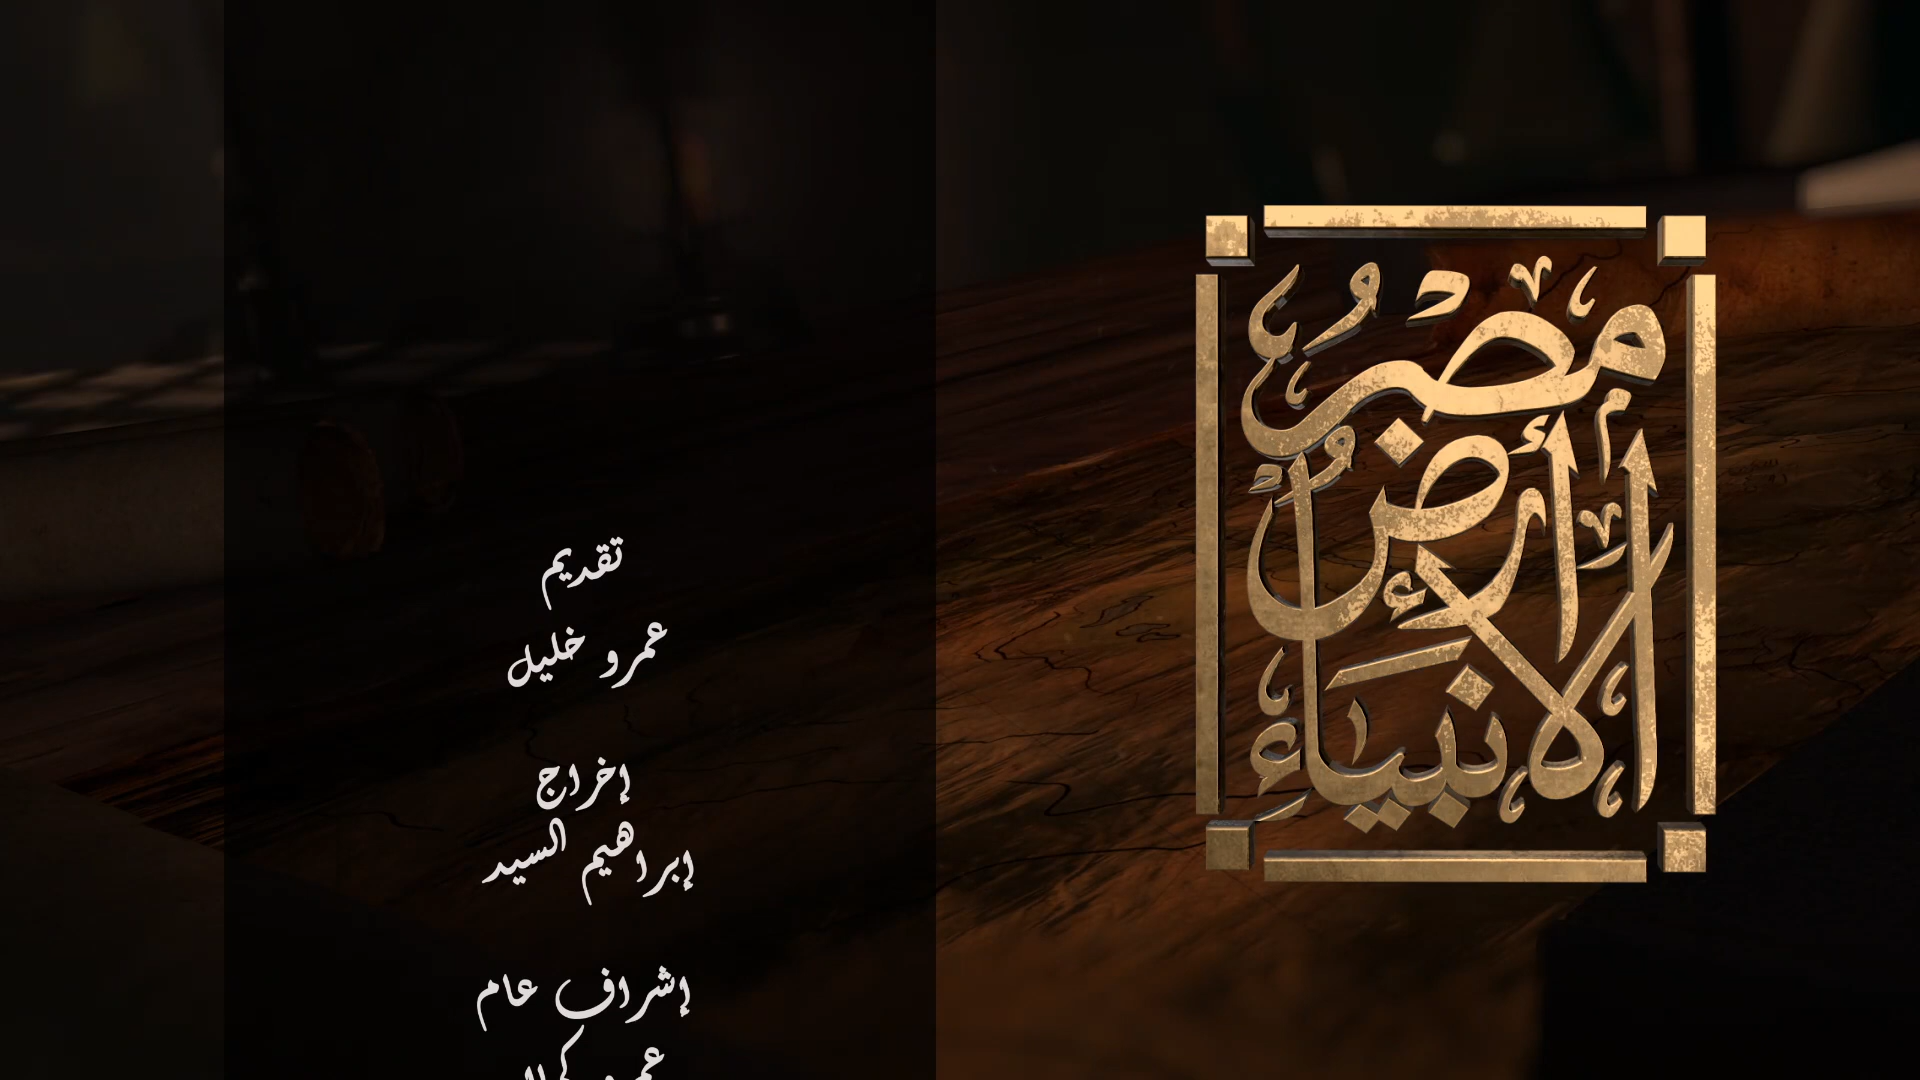 مصر
أرض
الأنبياء
تقديم
عمرو خليل
إخراج
إبراهيم السيد
إشراف عام